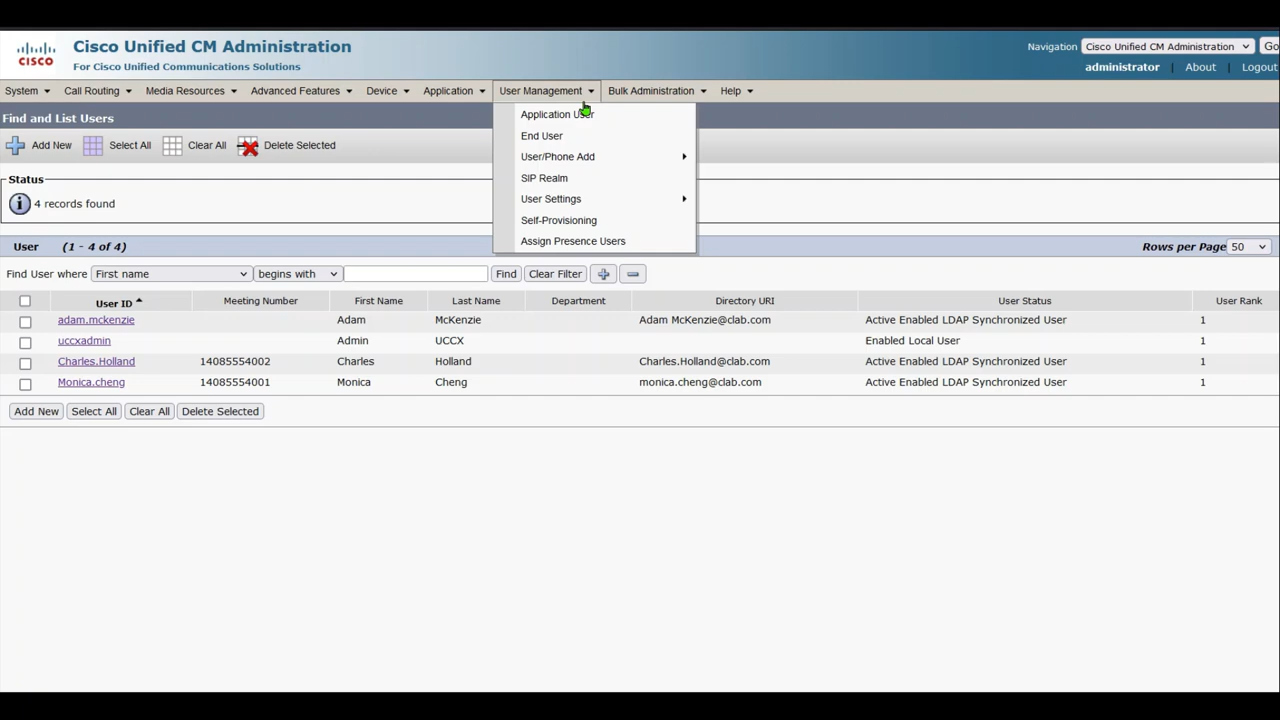 Cisco Unified CM Administration
Navigation Cisco Unified CM Administration Go
CISCO For Cisco Unified Communications Solutions
administrator About Logout
System Call Routing Media Resources Advanced Features Device Application User Management Bulk Administration Help
Find and List Users
Application User
End User
User/Phone Add
SIP Realm
User Settings
Self-Provisioning
Assign Presence Users
Add New Select All Clear All Delete Selected
Status
4 records found
User (1 - 4 of 4) Rows per Page 50
Find User where First name begins with Find Clear Filter
User ID Meeting Number First Name Last Name Department Directory URI User Status User Rank
adam.mckenzie Adam McKenzie Adam McKenzie@clab.com Active Enabled LDAP Synchronized User 1
uccxadmin Admin UCCX Enabled Local User 1
Charles.Holland 14085554002 Charles Holland Charles.Holland@clab.com Active Enabled LDAP Synchronized User 1
Monica.cheng 14085554001 Monica Cheng monica.cheng@clab.com Active Enabled LDAP Synchronized User 1
Add New Select All Clear All Delete Selected